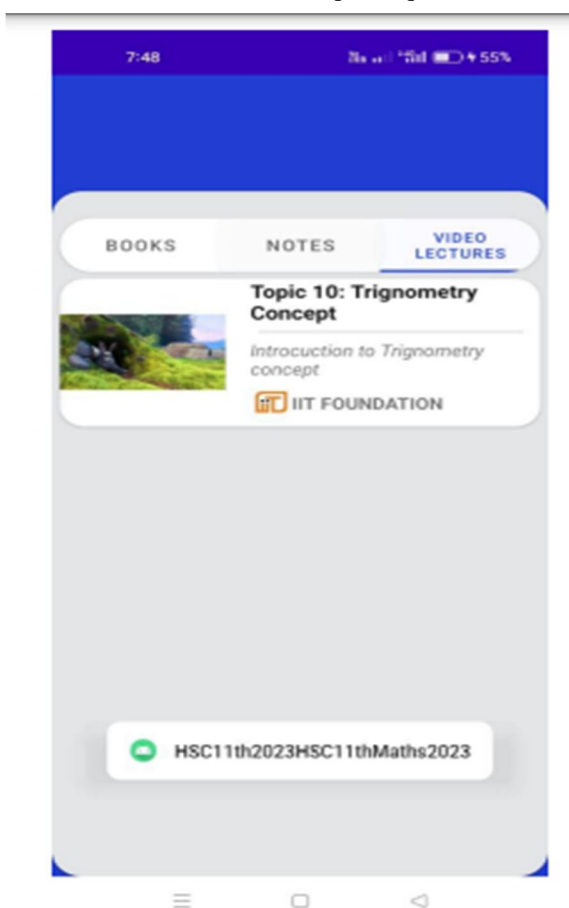 7:48
55%
BOOKS
NOTES
VIDEO
LECTURES
Topic 10: Trignometry
Concept
Introcuction to Trignometry
concept
IIT FOUNDATION
HSC11th2023HSC11thMaths2023